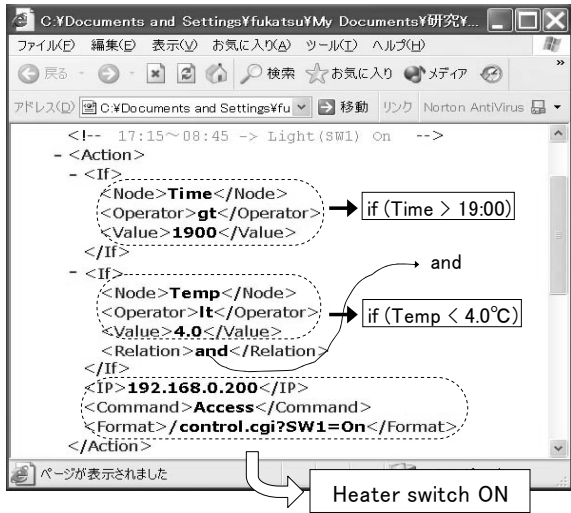 C:¥Documents and Settings¥fukatsu¥My Documents¥研究¥...
ファイル(F) 編集(E) 表示(V) お気に入り(A) ツール(T) ヘルプ(H)
戻る 検索 お気に入り メディア »
アドレス(D) C:¥Documents and Settings¥fu 移動 リンク Norton AntiVirus
<!-- 17:15～08:45 -> Light(SW1) On -->
- <Action>
- <If>
<Node>Time</Node>
<Operator>gt</Operator>
if (Time > 19:00)
<Value>1900</Value>
</If>
- <If>
and
<Node>Temp</Node>
<Operator>lt</Operator>
if (Temp < 4.0℃)
<Value>4.0</Value>
<Relation>and</Relation>
</If>
<IP>192.168.0.200</IP>
<Command>Access</Command>
<Format>/control.cgi?SW1=On</Format>
</Action>
ページが表示されました
Heater switch ON